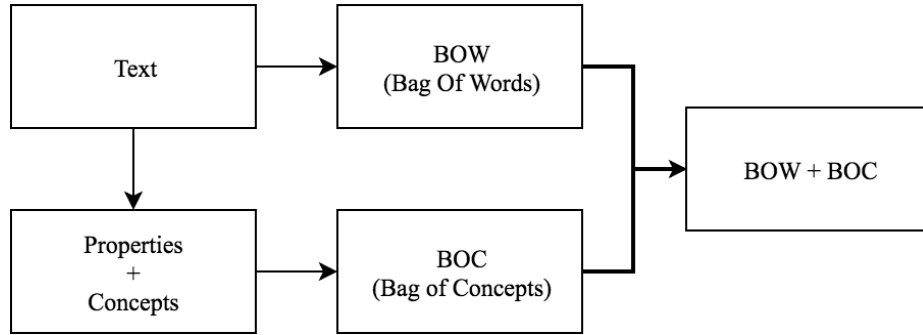 Text
BOW
(Bag Of Words)
BOW + BOC
Properties
+
Concepts
BOC
(Bag of Concepts)